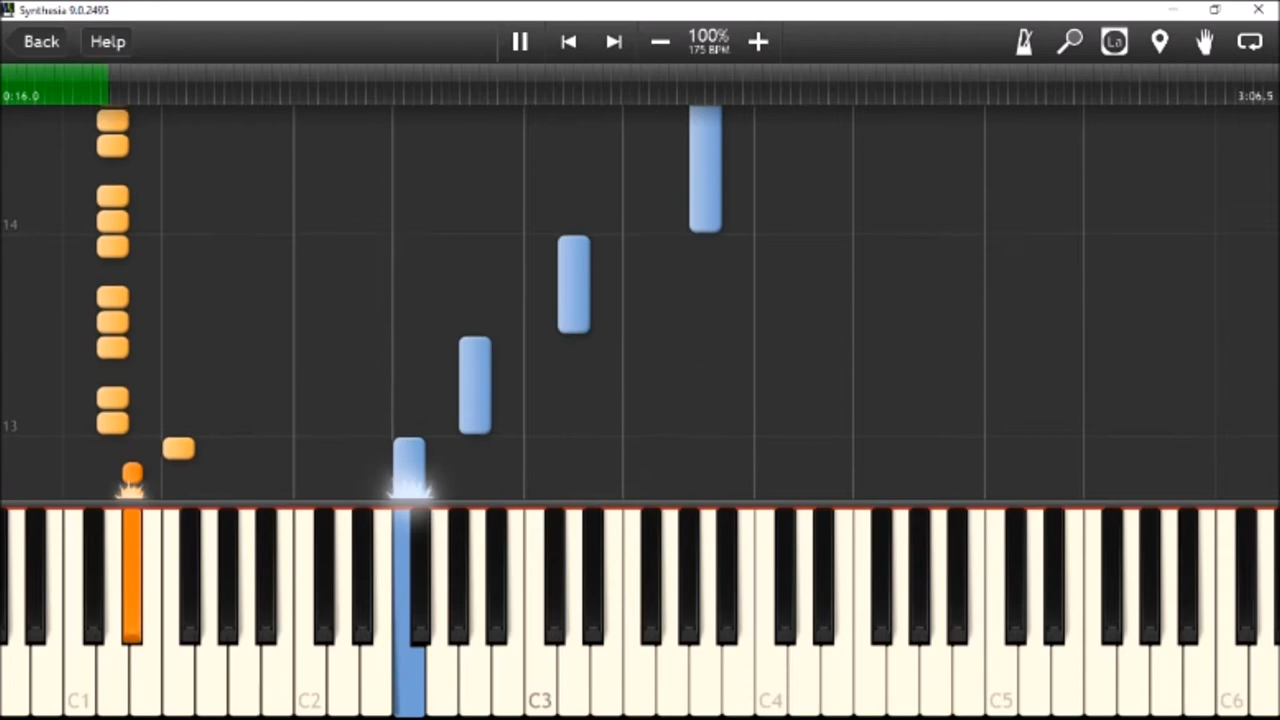 Synthesia 9.0.2495
Back Help 100% La
175 BPM
0:16.0 3:06.5
14
13
C1 C2 C3 C4 C5 C6